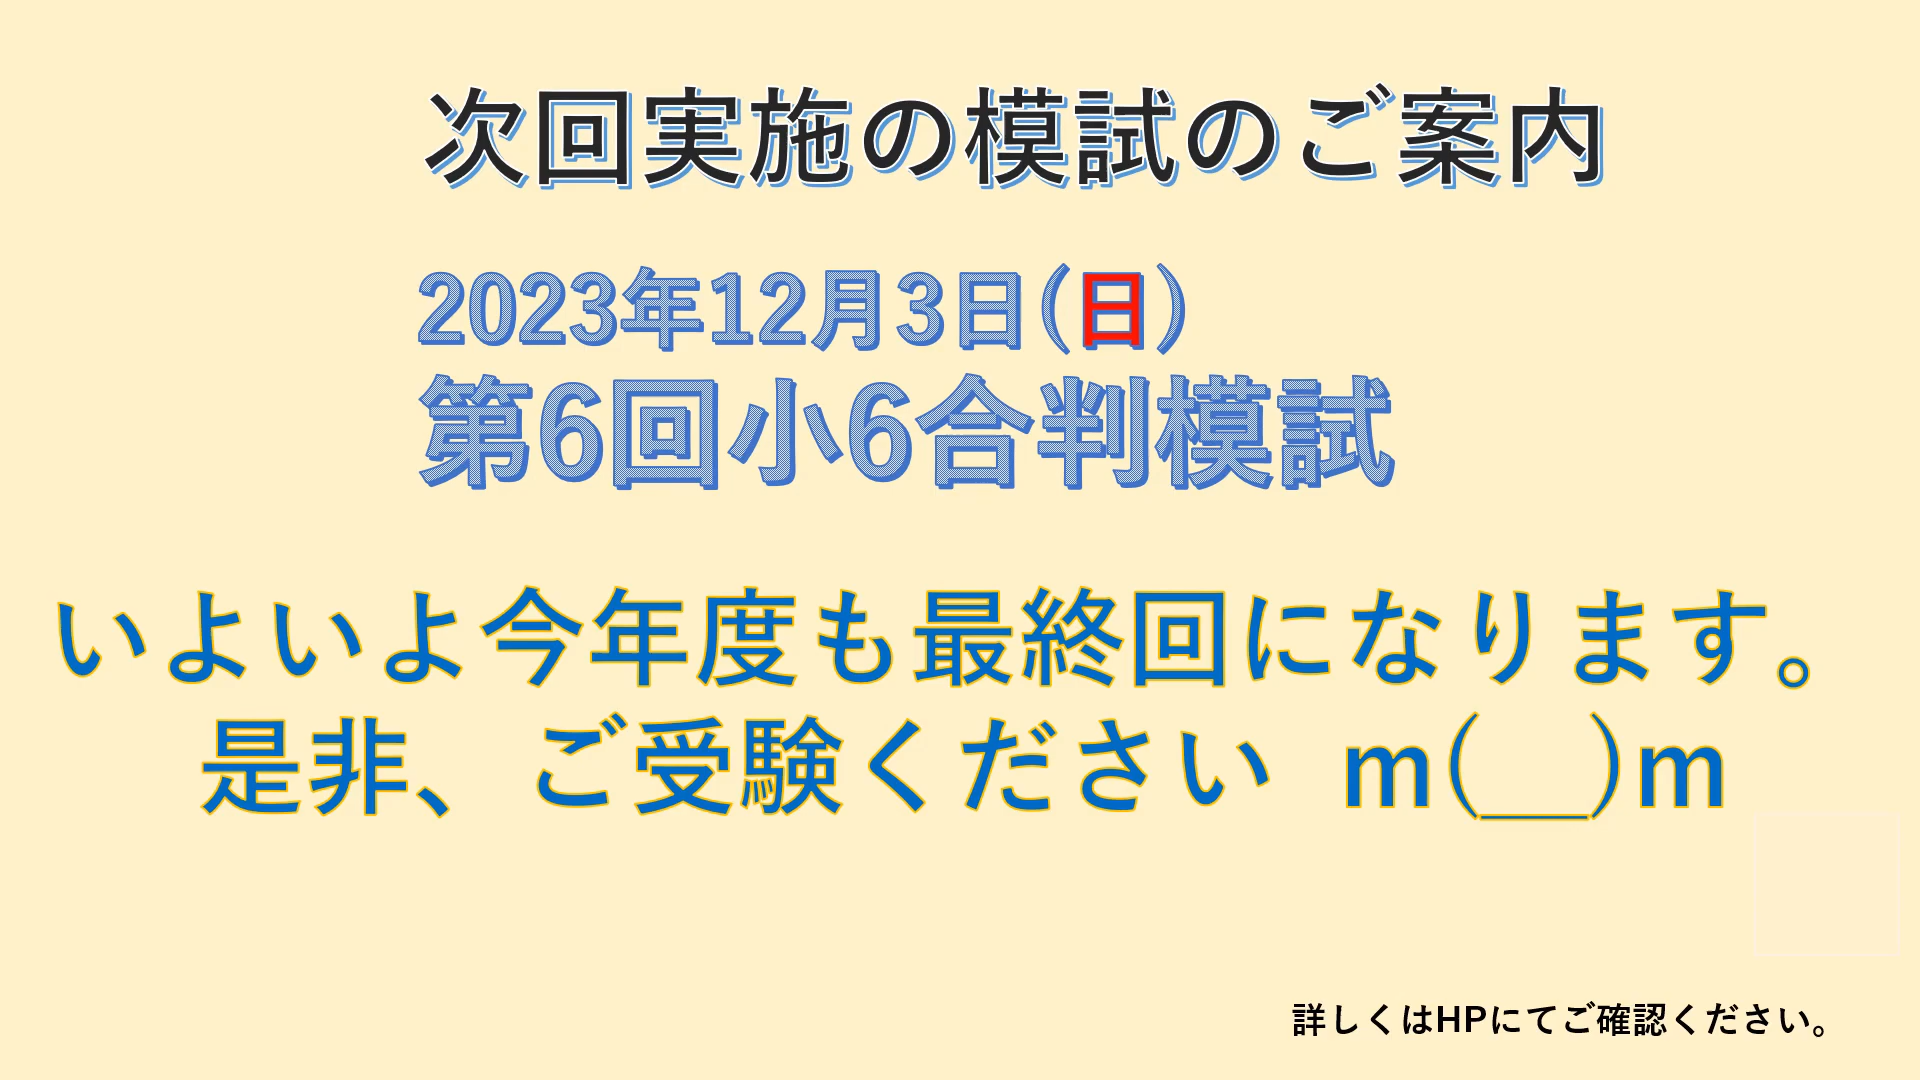 次回実施の模試のご案内
2023年12月3日(日)
第6回小6合判模試
いよいよ今年度も最終回になります。
是非、ご受験ください m(__)m
詳しくはHPにてご確認ください。